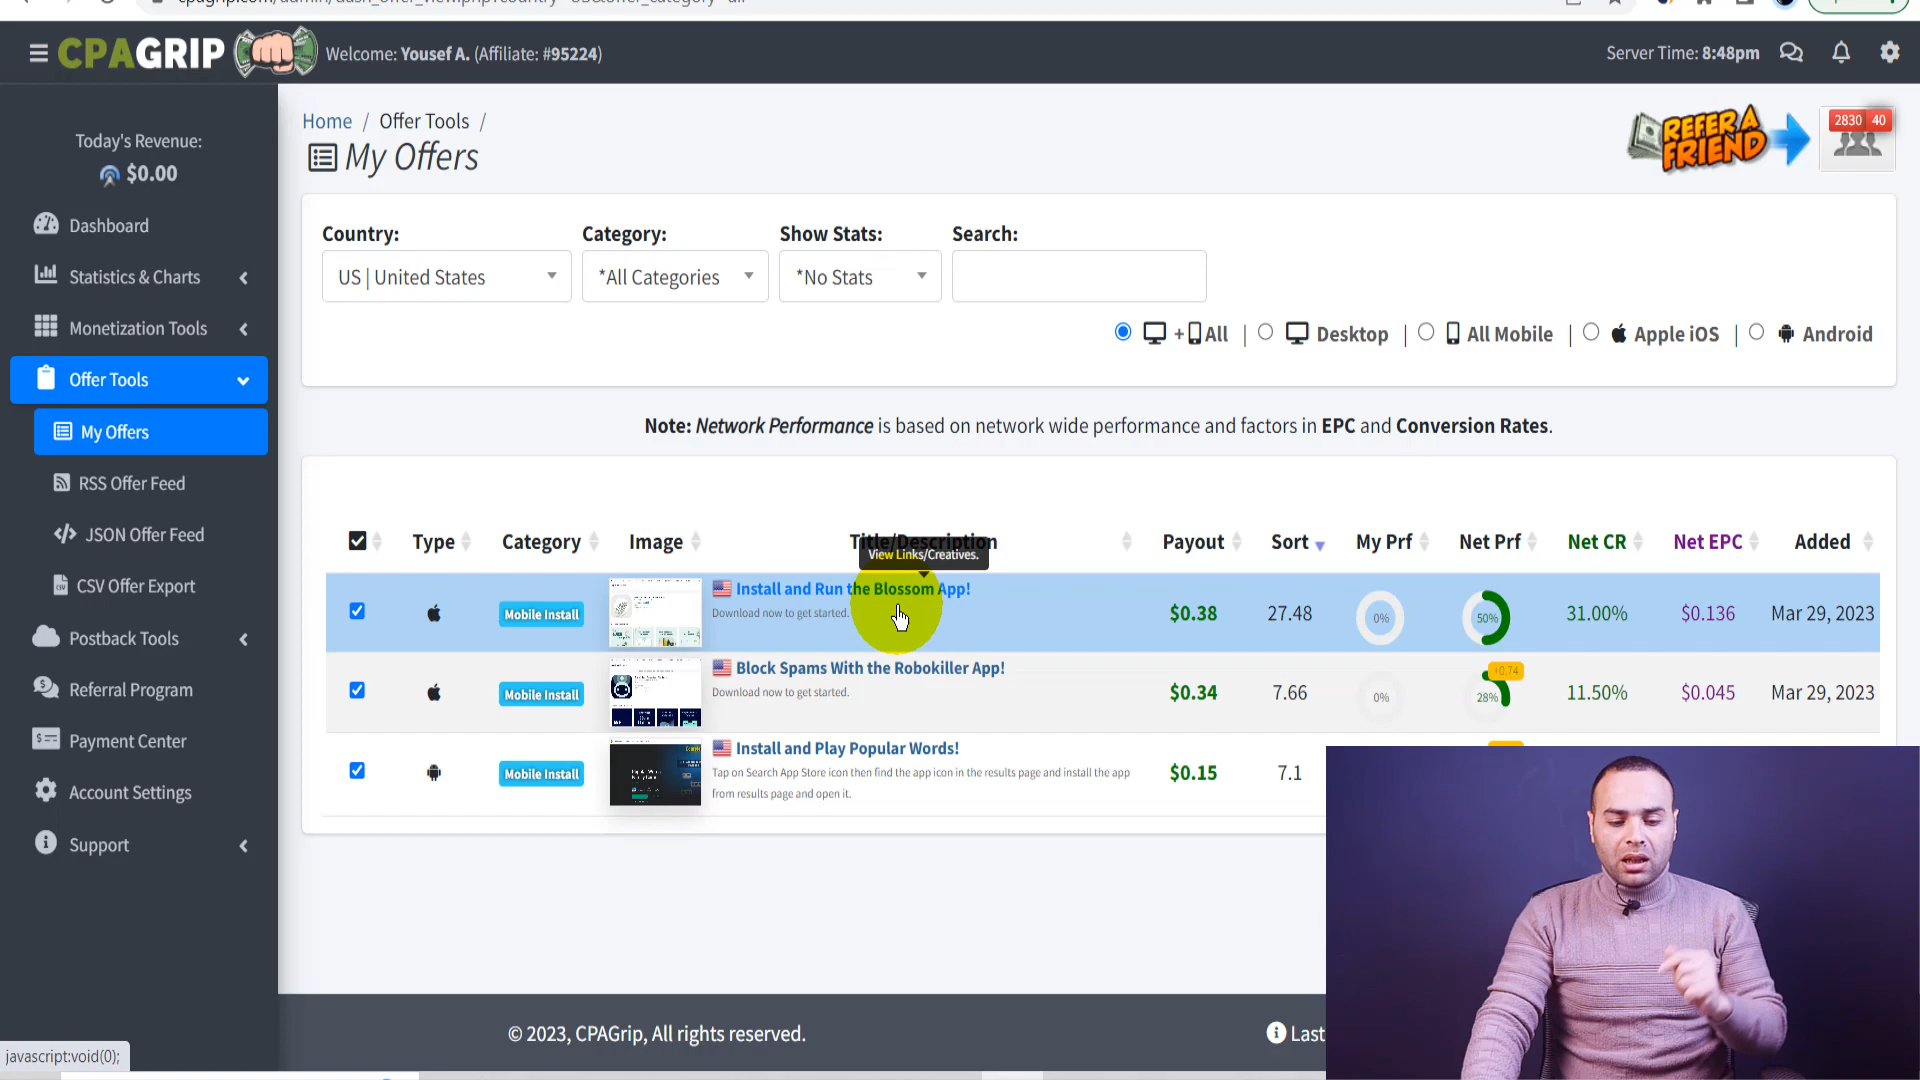 CPAGRIP
Welcome: Yousef A. (Affiliate: #95224)
Server Time: 8:48pm
Today's Revenue:
$0.00
Dashboard
Statistics & Charts
Monetization Tools
Offer Tools
My Offers
RSS Offer Feed
JSON Offer Feed
CSV Offer Export
Postback Tools
Referral Program
Payment Center
Account Settings
Support
Home / Offer Tools /
My Offers
REFER A
FRIEND
2830 40
Country: Category: Show Stats: Search:
US | United States *All Categories *No Stats
+ All | Desktop | All Mobile | Apple iOS | Android
Note: Network Performance is based on network wide performance and factors in EPC and Conversion Rates.
Type Category Image Title/Description Payout Sort My Prf Net Prf Net CR Net EPC Added
View Links/Creatives.
Mobile Install Install and Run the Blossom App! $0.38 27.48 0% 50% 31.00% $0.136 Mar 29, 2023
Download now to get started.
Mobile Install Block Spams With the Robokiller App! $0.34 7.66 0% 28% +0.74 11.50% $0.045 Mar 29, 2023
Download now to get started.
Mobile Install Install and Play Popular Words! $0.15 7.1
Tap on Search App Store icon then find the app icon in the results page and install the app
from results page and open it.
© 2023, CPAGrip, All rights reserved.
Last
javascript:void(0);